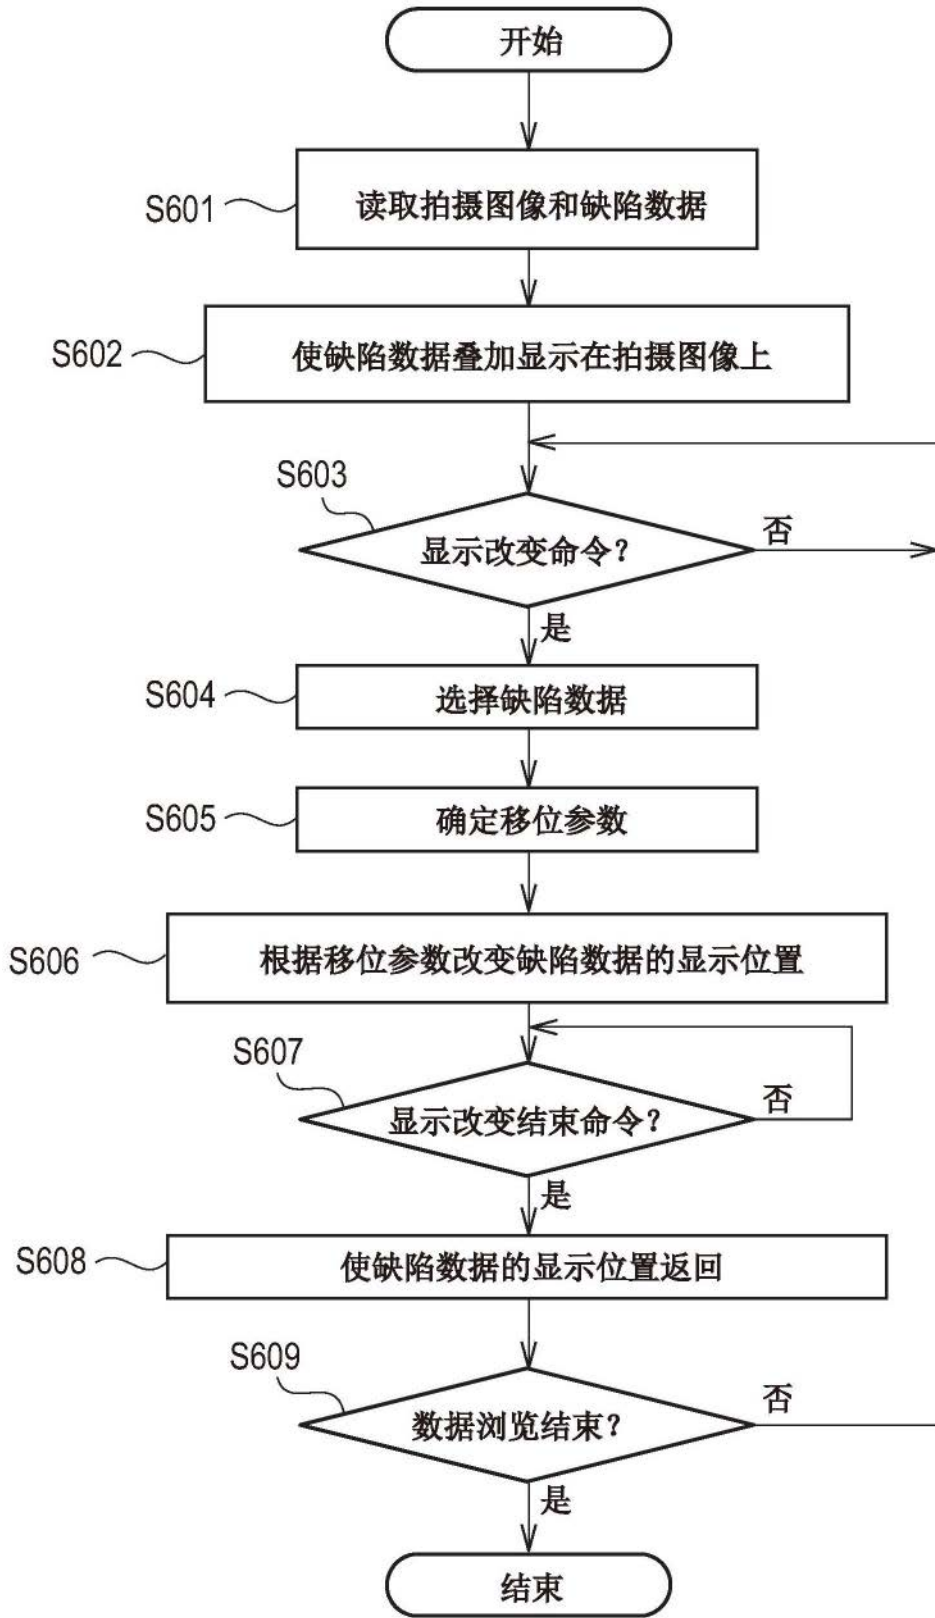 开始
S601
读取拍摄图像和缺陷数据
S602
使缺陷数据叠加显示在拍摄图像上
S603
显示改变命令?
否
是
S604
选择缺陷数据
S605
确定移位参数
S606
根据移位参数改变缺陷数据的显示位置
S607
显示改变结束命令?
否
是
S608
使缺陷数据的显示位置返回
S609
数据浏览结束?
否
是
结束